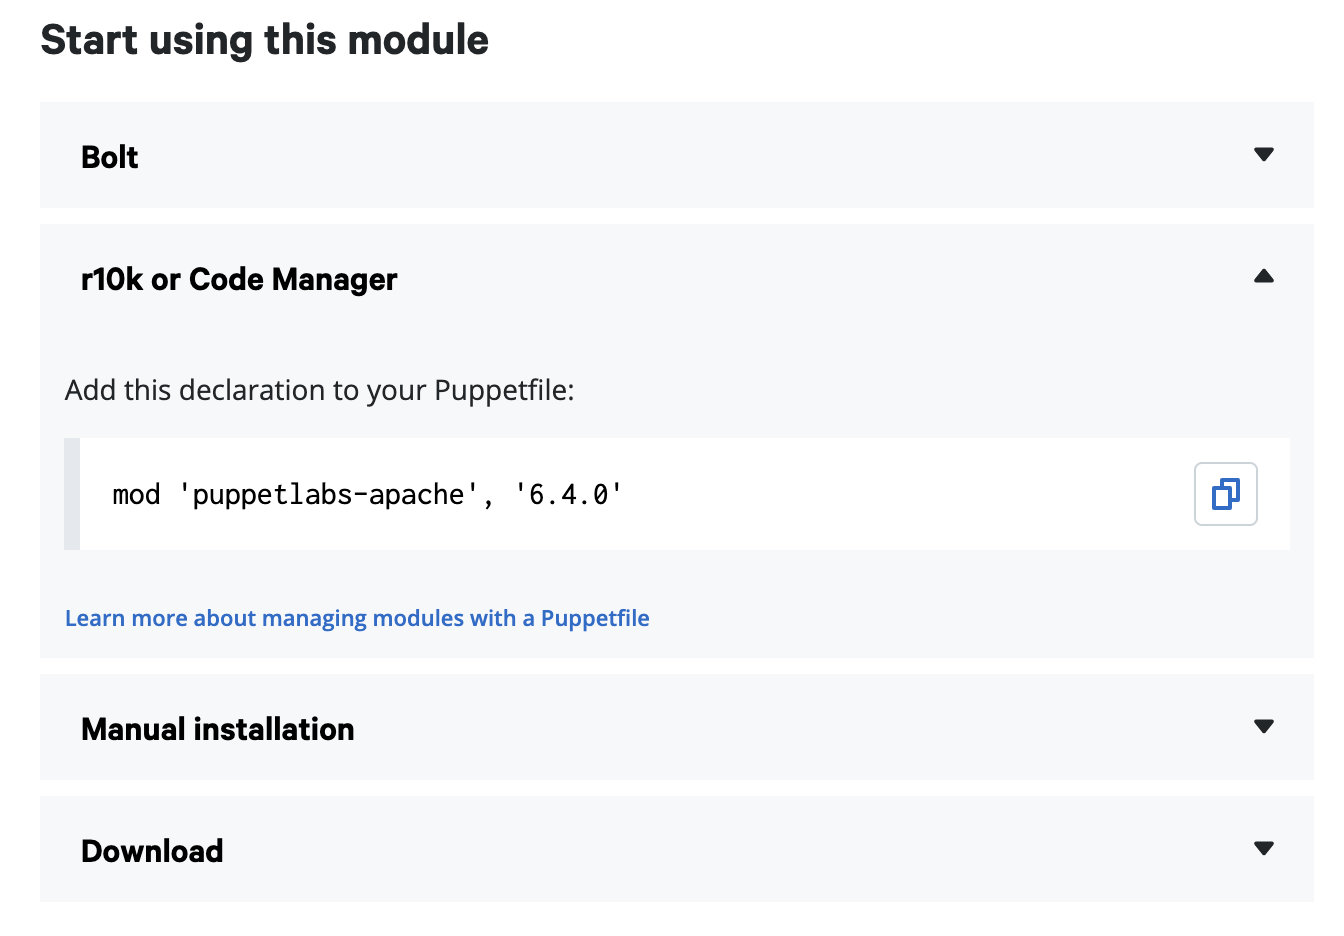 Start using this module
Bolt
r10k or Code Manager
Add this declaration to your Puppetfile:
mod 'puppetlabs-apache', '6.4.0'
Learn more about managing modules with a Puppetfile
Manual installation
Download